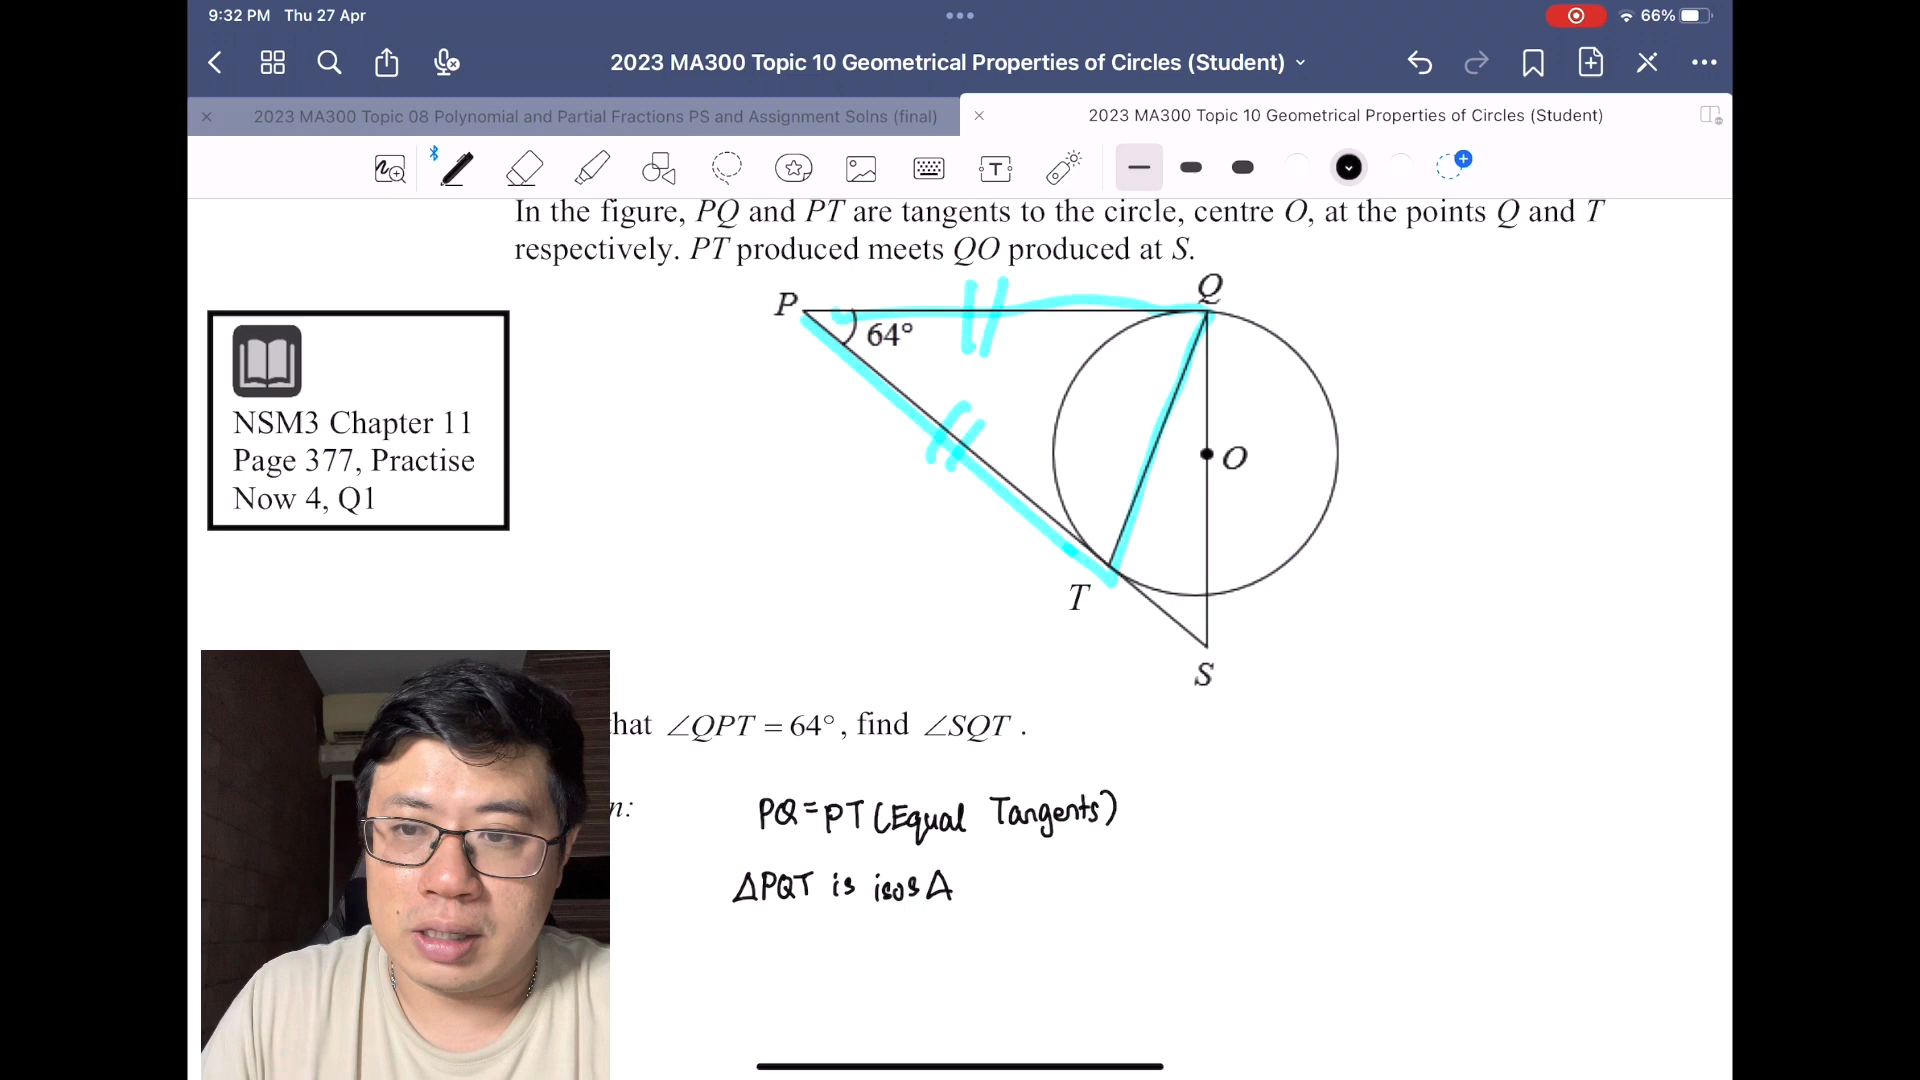 9:32 PM Thu 27 Apr
66%
2023 MA300 Topic 10 Geometrical Properties of Circles (Student)
2023 MA300 Topic 08 Polynomial and Partial Fractions PS and Assignment Solns (final)
2023 MA300 Topic 10 Geometrical Properties of Circles (Student)
T
In the figure, PQ and PT are tangents to the circle, centre O, at the points Q and T
respectively. PT produced meets QO produced at S.
P
Q
64°
O
T
S
NSM3 Chapter 11
Page 377, Practise
Now 4, Q1
that ∠QPT = 64°, find ∠SQT .
n:
PQ = PT (Equal Tangents)
ΔPQT is isos Δ